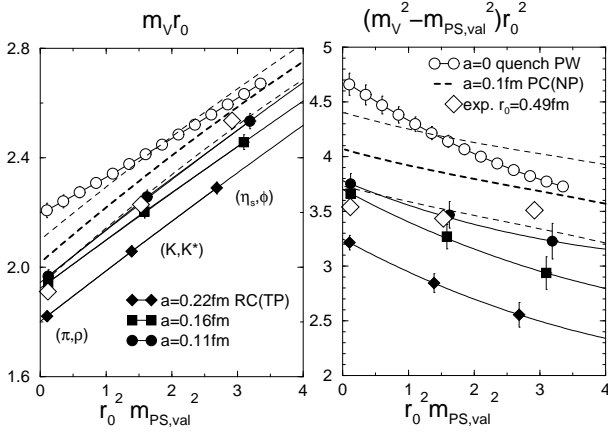 m_V r_0
(m_V^2−m_PS,val^2)r_0^2
2.8
2.4
2.0
1.6
(η_s,ϕ)
(K,K*)
(π,ρ)
a=0.22fm RC(TP)
a=0.16fm
a=0.11fm
0 1 2 3 4
r_0^2 m_PS,val^2
5
4.5
4
3.5
3
2.5
2
a=0 quench PW
a=0.1fm PC(NP)
exp. r_0=0.49fm
0 1 2 3 4
r_0^2 m_PS,val^2